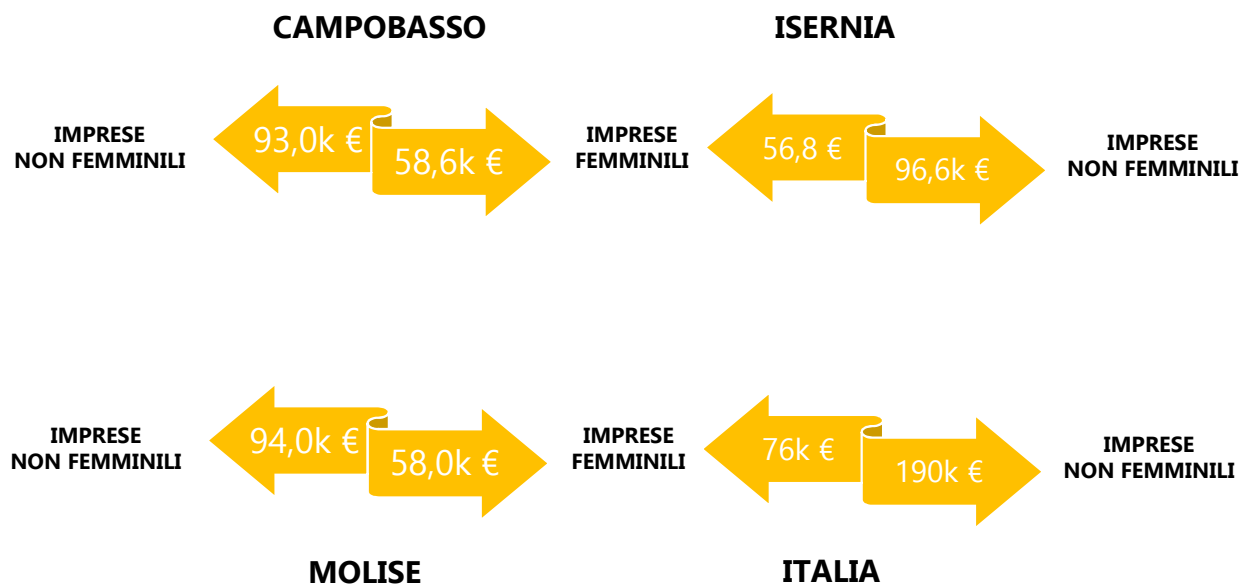 CAMPOBASSO
ISERNIA
IMPRESE
NON FEMMINILI
93,0k €
58,6k €
IMPRESE
FEMMINILI
56,8 €
96,6k €
IMPRESE
NON FEMMINILI
IMPRESE
NON FEMMINILI
94,0k €
58,0k €
IMPRESE
FEMMINILI
76k €
190k €
IMPRESE
NON FEMMINILI
MOLISE
ITALIA